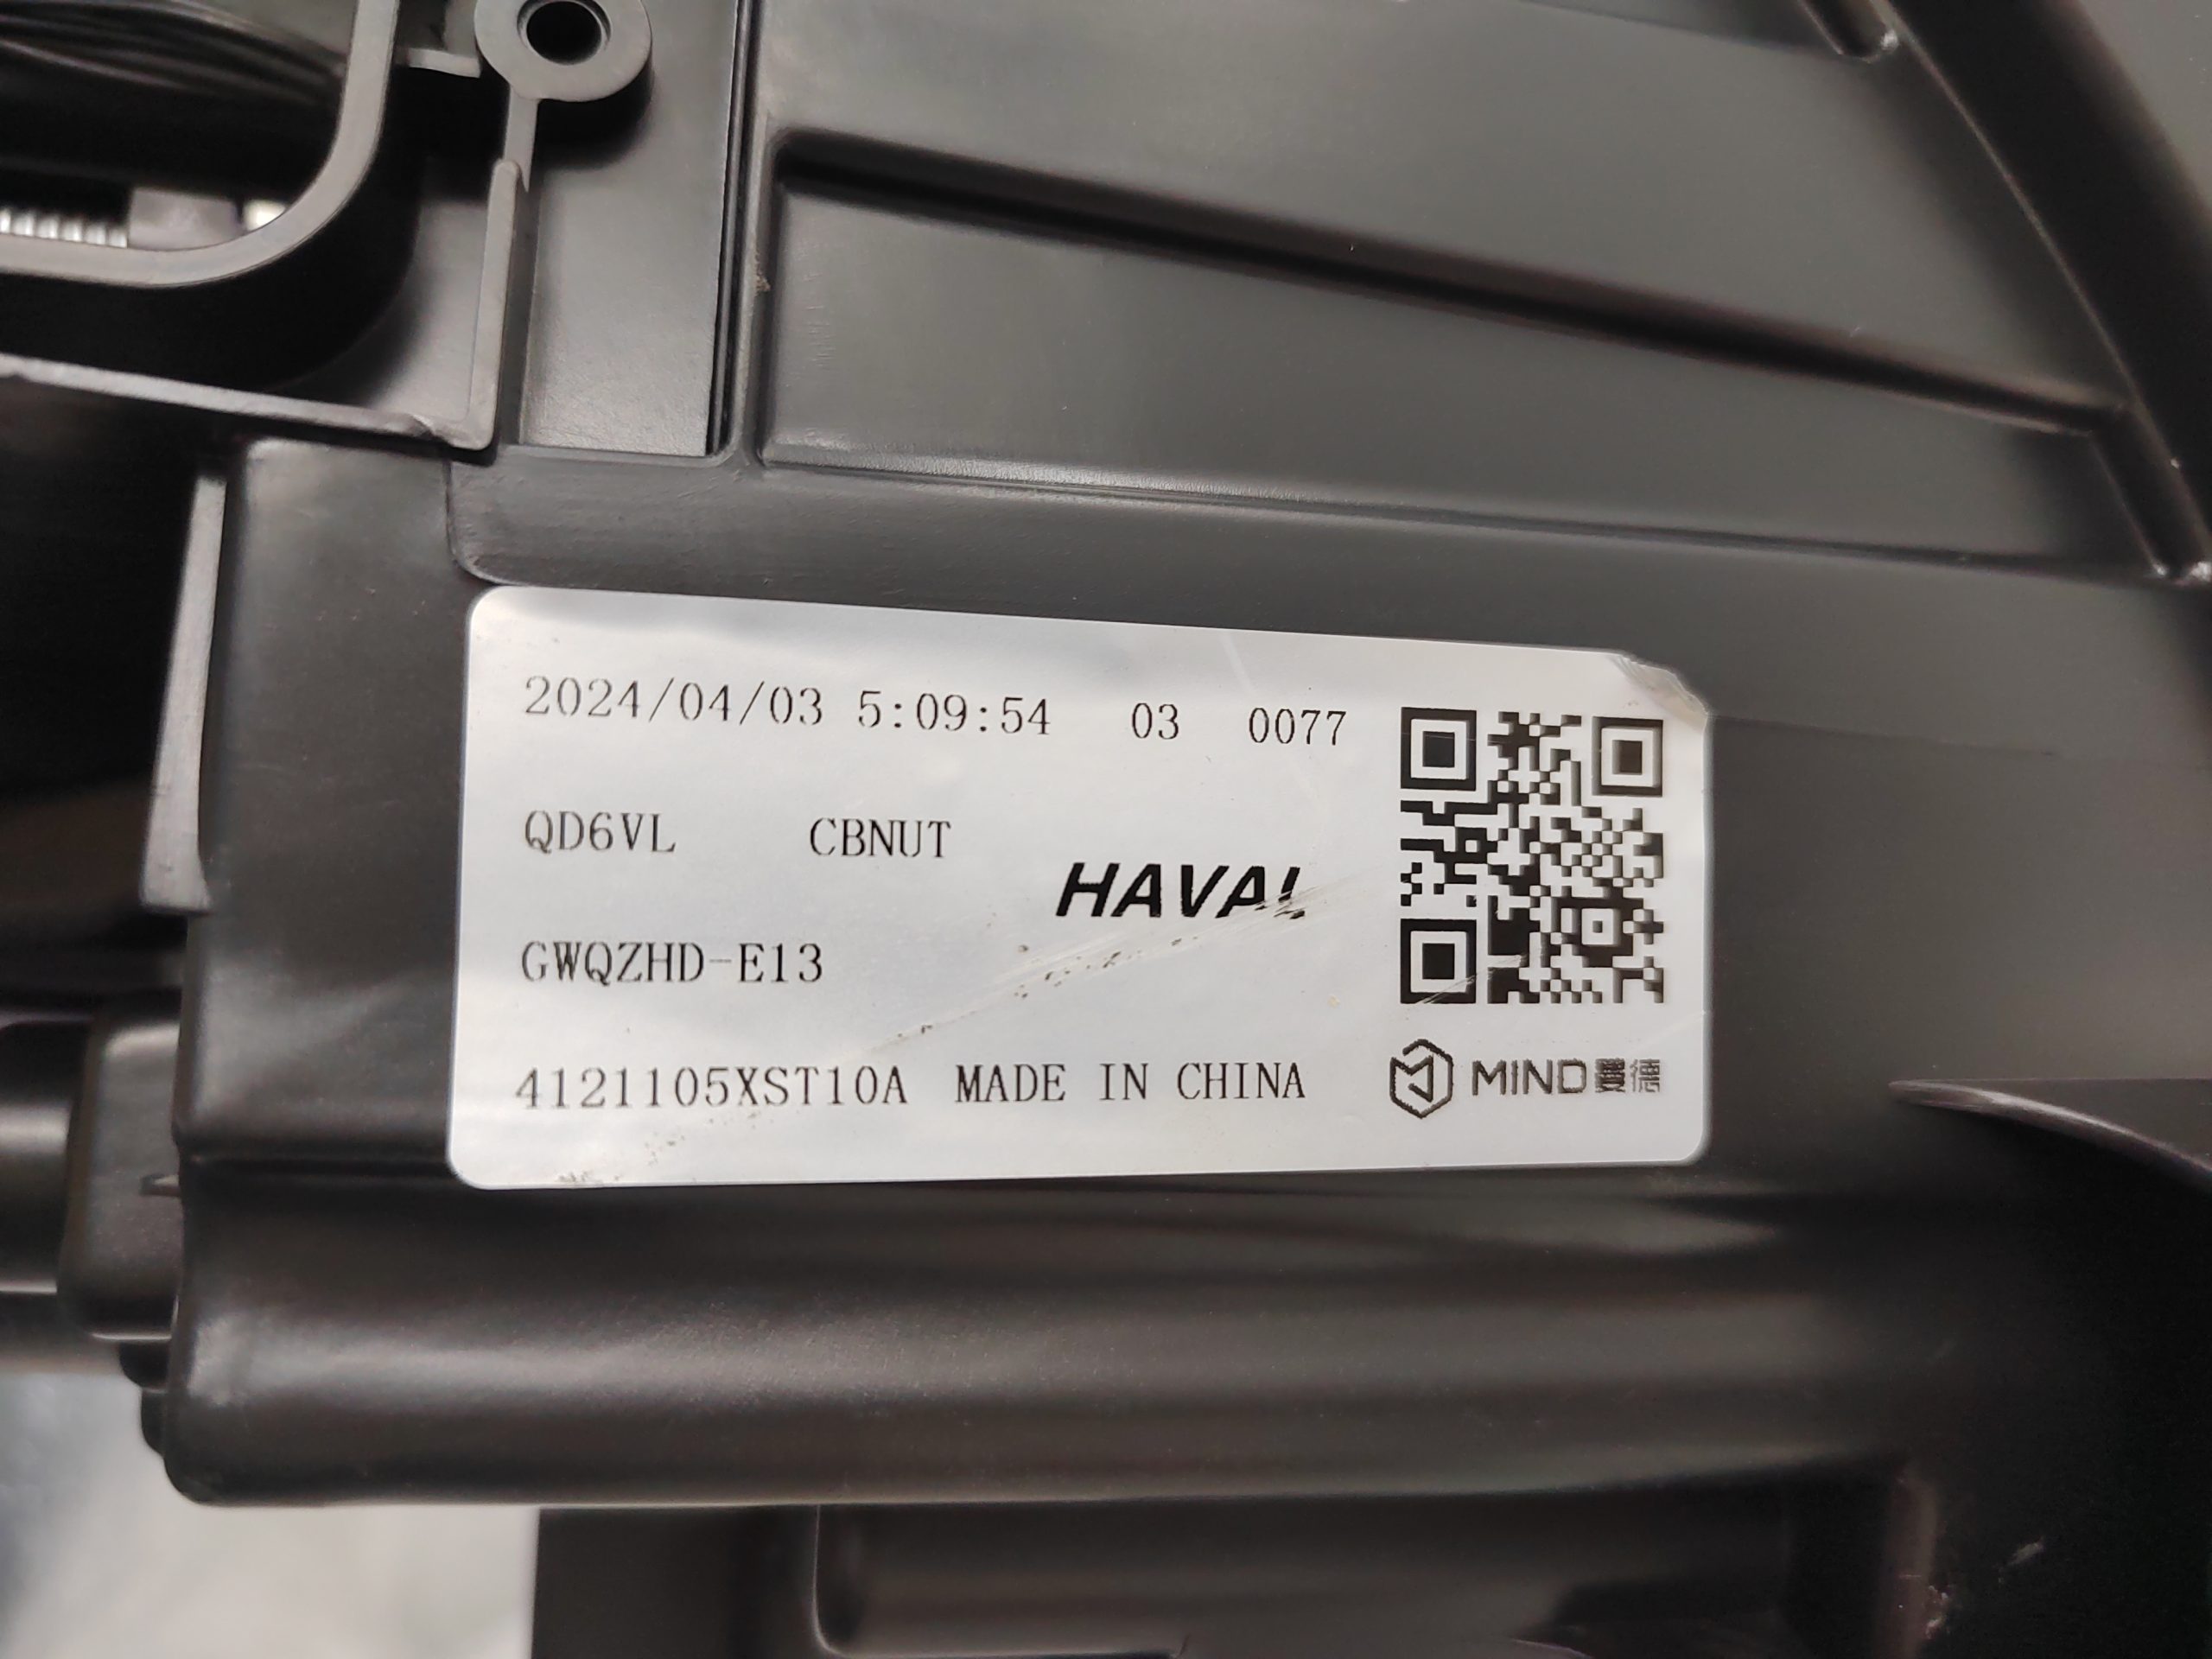 2024/04/03 5:09:54 03 0077
QD6VL CBNUT
HAVAL
GWQZHD-E13
4121105XST10A MADE IN CHINA
MIND曼德